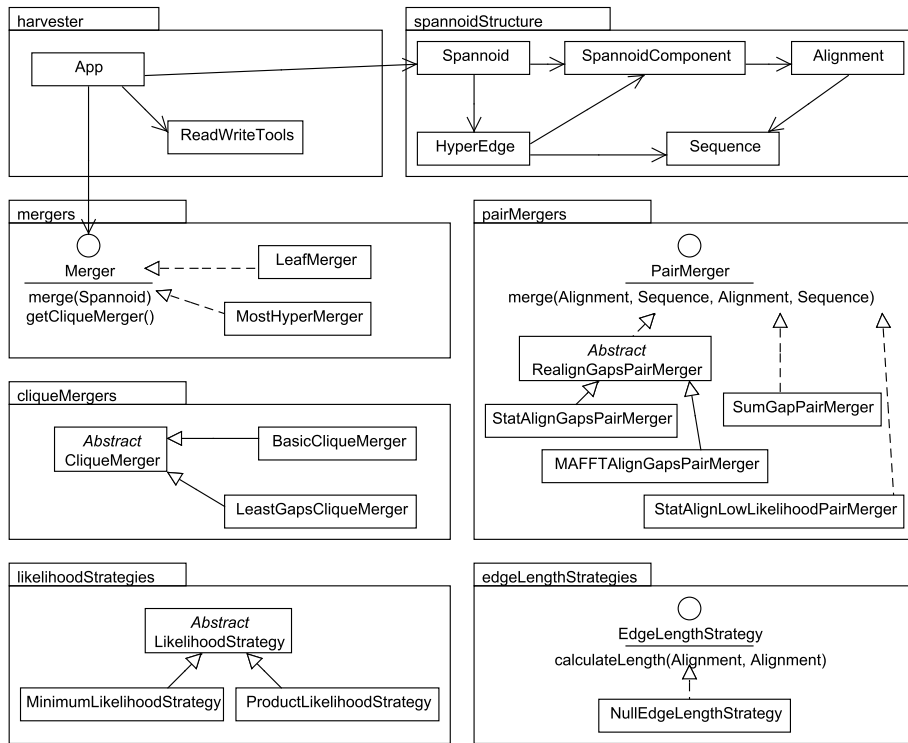 harvester
App
ReadWriteTools
spannoidStructure
Spannoid
SpannoidComponent
Alignment
HyperEdge
Sequence
mergers
Merger
merge(Spannoid)
getCliqueMerger()
LeafMerger
MostHyperMerger
pairMergers
PairMerger
merge(Alignment, Sequence, Alignment, Sequence)
Abstract
RealignGapsPairMerger
StatAlignGapsPairMerger
SumGapPairMerger
MAFFTAlignGapsPairMerger
StatAlignLowLikelihoodPairMerger
cliqueMergers
Abstract
CliqueMerger
BasicCliqueMerger
LeastGapsCliqueMerger
likelihoodStrategies
Abstract
LikelihoodStrategy
MinimumLikelihoodStrategy
ProductLikelihoodStrategy
edgeLengthStrategies
EdgeLengthStrategy
calculateLength(Alignment, Alignment)
NullEdgeLengthStrategy